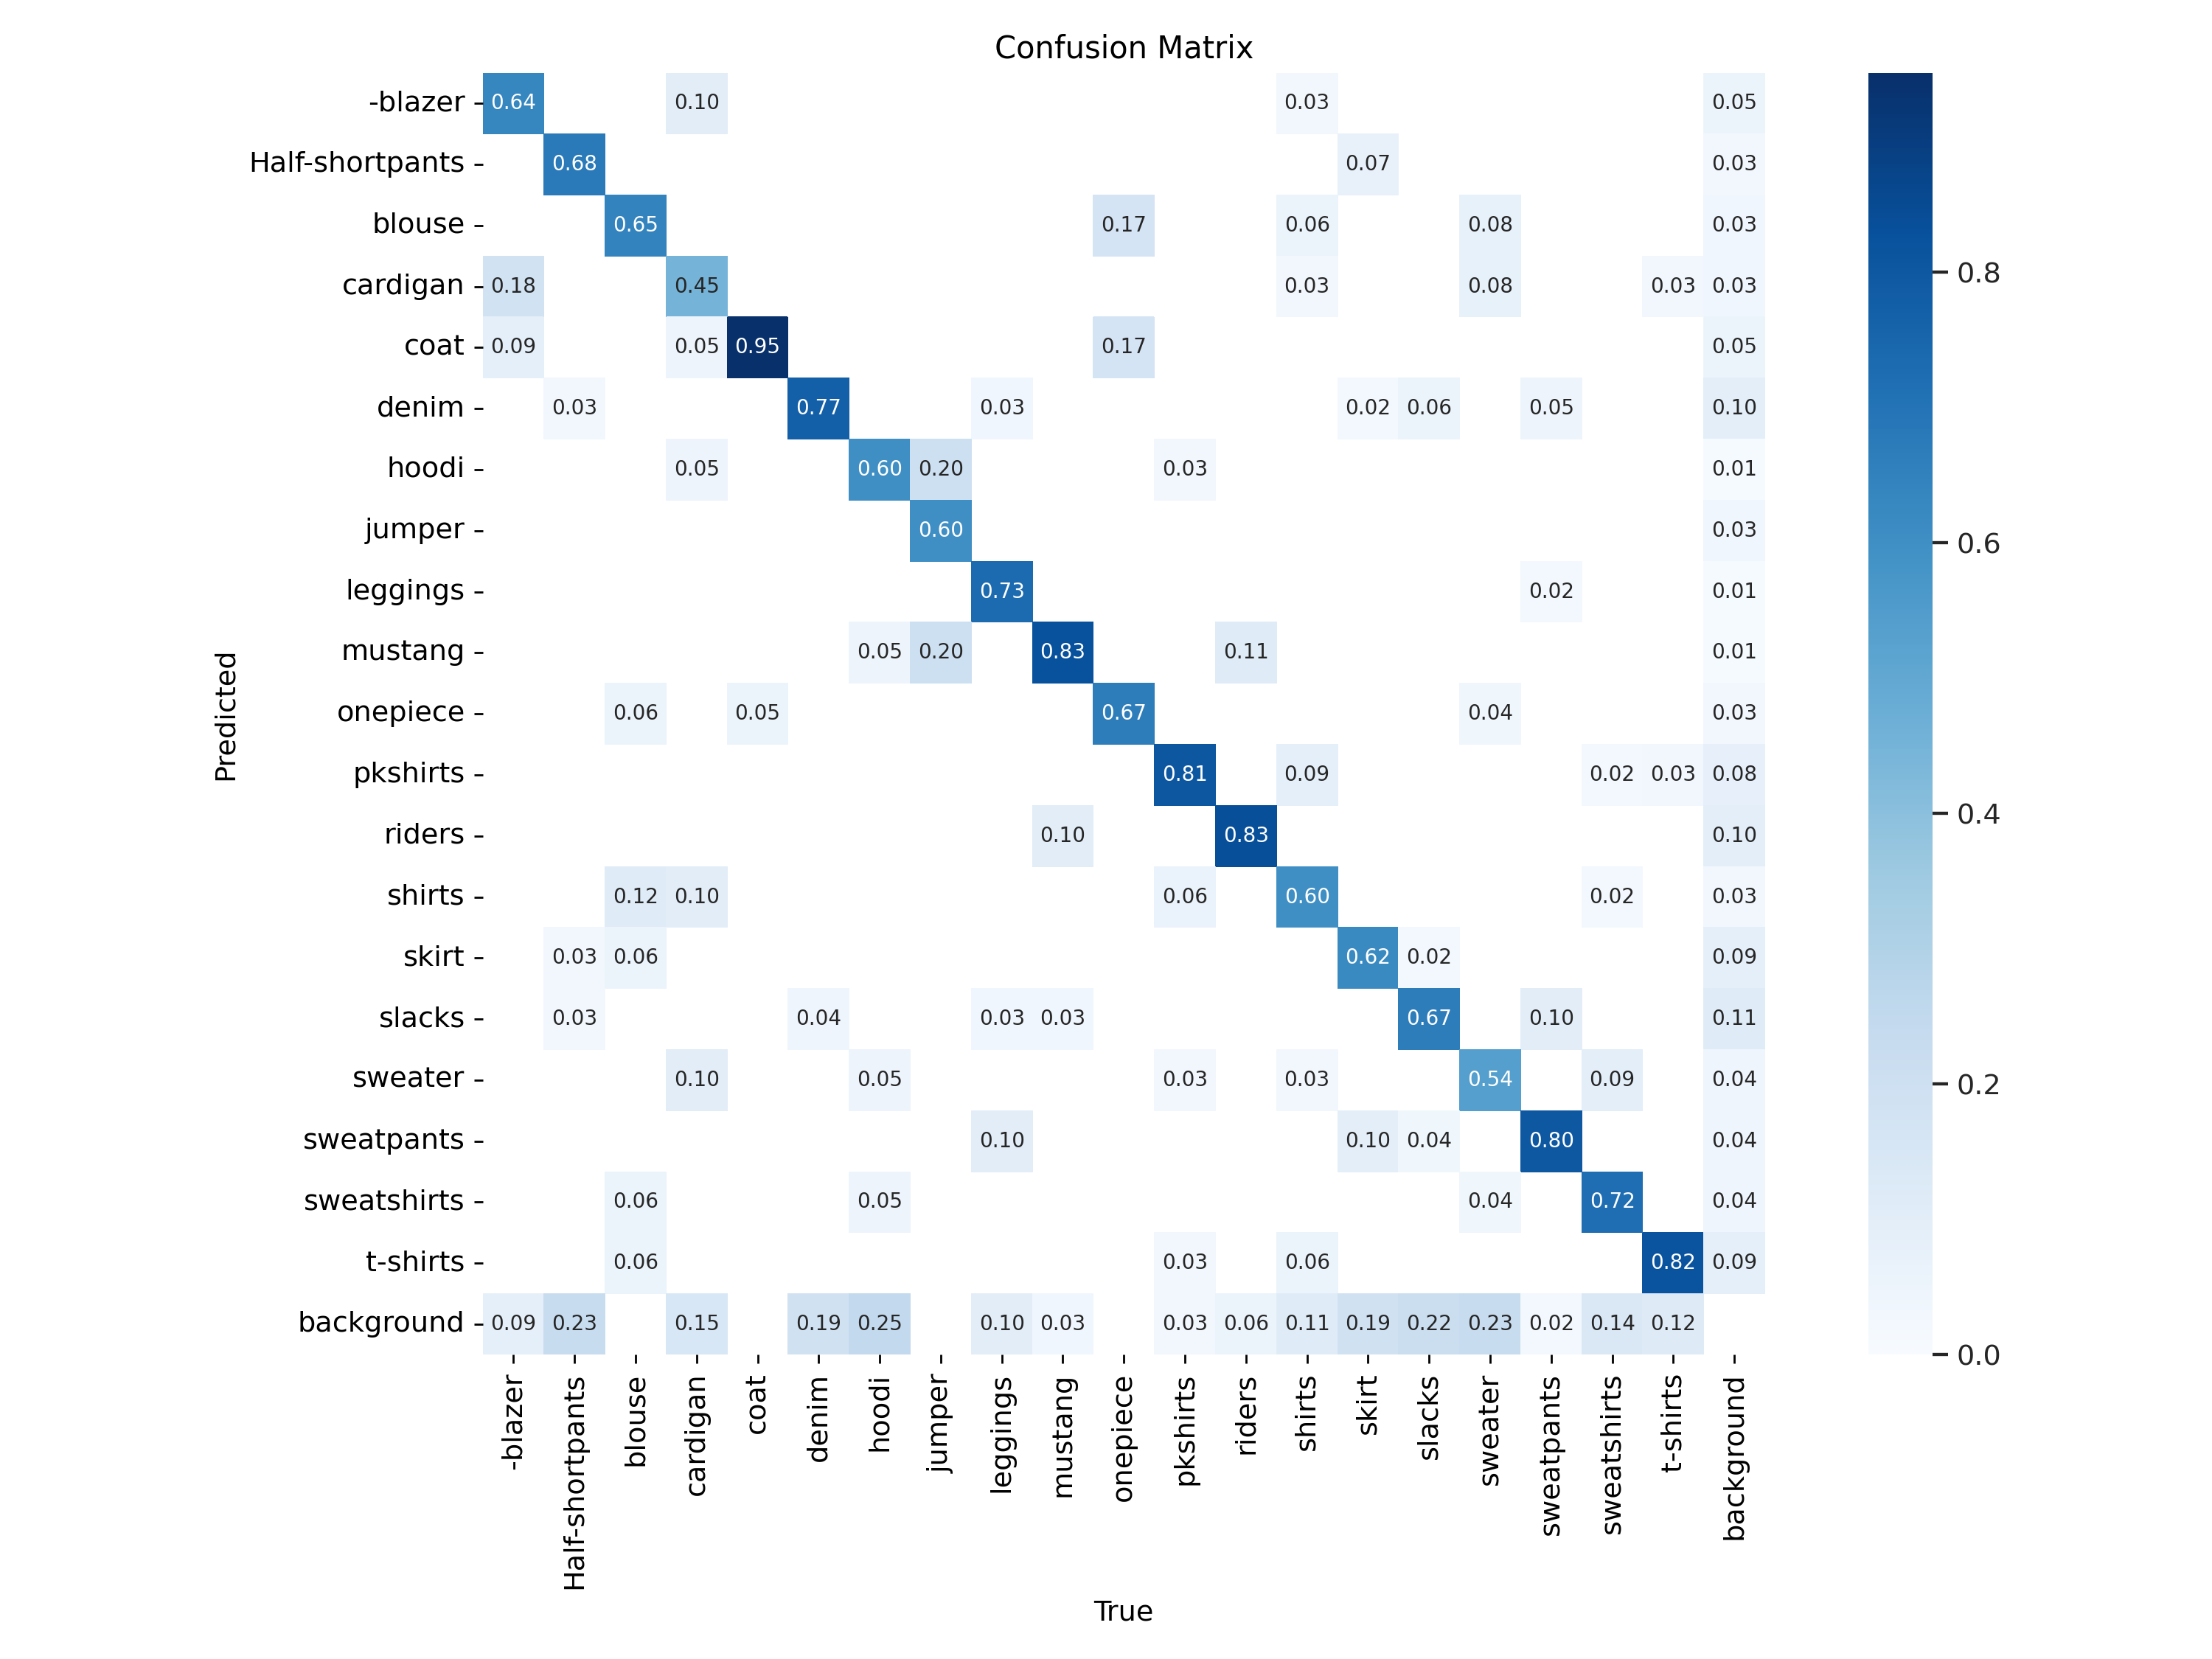 Confusion Matrix
-blazer 0.64 0.10 0.03 0.05
Half-shortpants 0.68 0.07 0.03
blouse 0.65 0.17 0.06 0.08 0.03
cardigan 0.18 0.45 0.03 0.08 0.03 0.03
coat 0.09 0.05 0.95 0.17 0.05
denim 0.03 0.77 0.03 0.02 0.06 0.05 0.10
hoodi 0.05 0.60 0.20 0.03 0.01
jumper 0.60 0.03
leggings 0.73 0.02 0.01
mustang 0.05 0.20 0.83 0.11 0.01
onepiece 0.06 0.05 0.67 0.04 0.03
pkshirts 0.81 0.09 0.02 0.03 0.08
riders 0.10 0.83 0.10
shirts 0.12 0.10 0.06 0.60 0.02 0.03
skirt 0.03 0.06 0.62 0.02 0.09
slacks 0.03 0.04 0.03 0.03 0.67 0.10 0.11
sweater 0.10 0.05 0.03 0.03 0.54 0.09 0.04
sweatpants 0.10 0.10 0.04 0.80 0.04
sweatshirts 0.06 0.05 0.04 0.72 0.04
t-shirts 0.06 0.03 0.06 0.82 0.09
background 0.09 0.23 0.15 0.19 0.25 0.10 0.03 0.03 0.06 0.11 0.19 0.22 0.23 0.02 0.14 0.12
Predicted
-blazer
Half-shortpants
blouse
cardigan
coat
denim
hoodi
jumper
leggings
mustang
onepiece
pkshirts
riders
shirts
skirt
slacks
sweater
sweatpants
sweatshirts
t-shirts
background
True
0.8
0.6
0.4
0.2
0.0